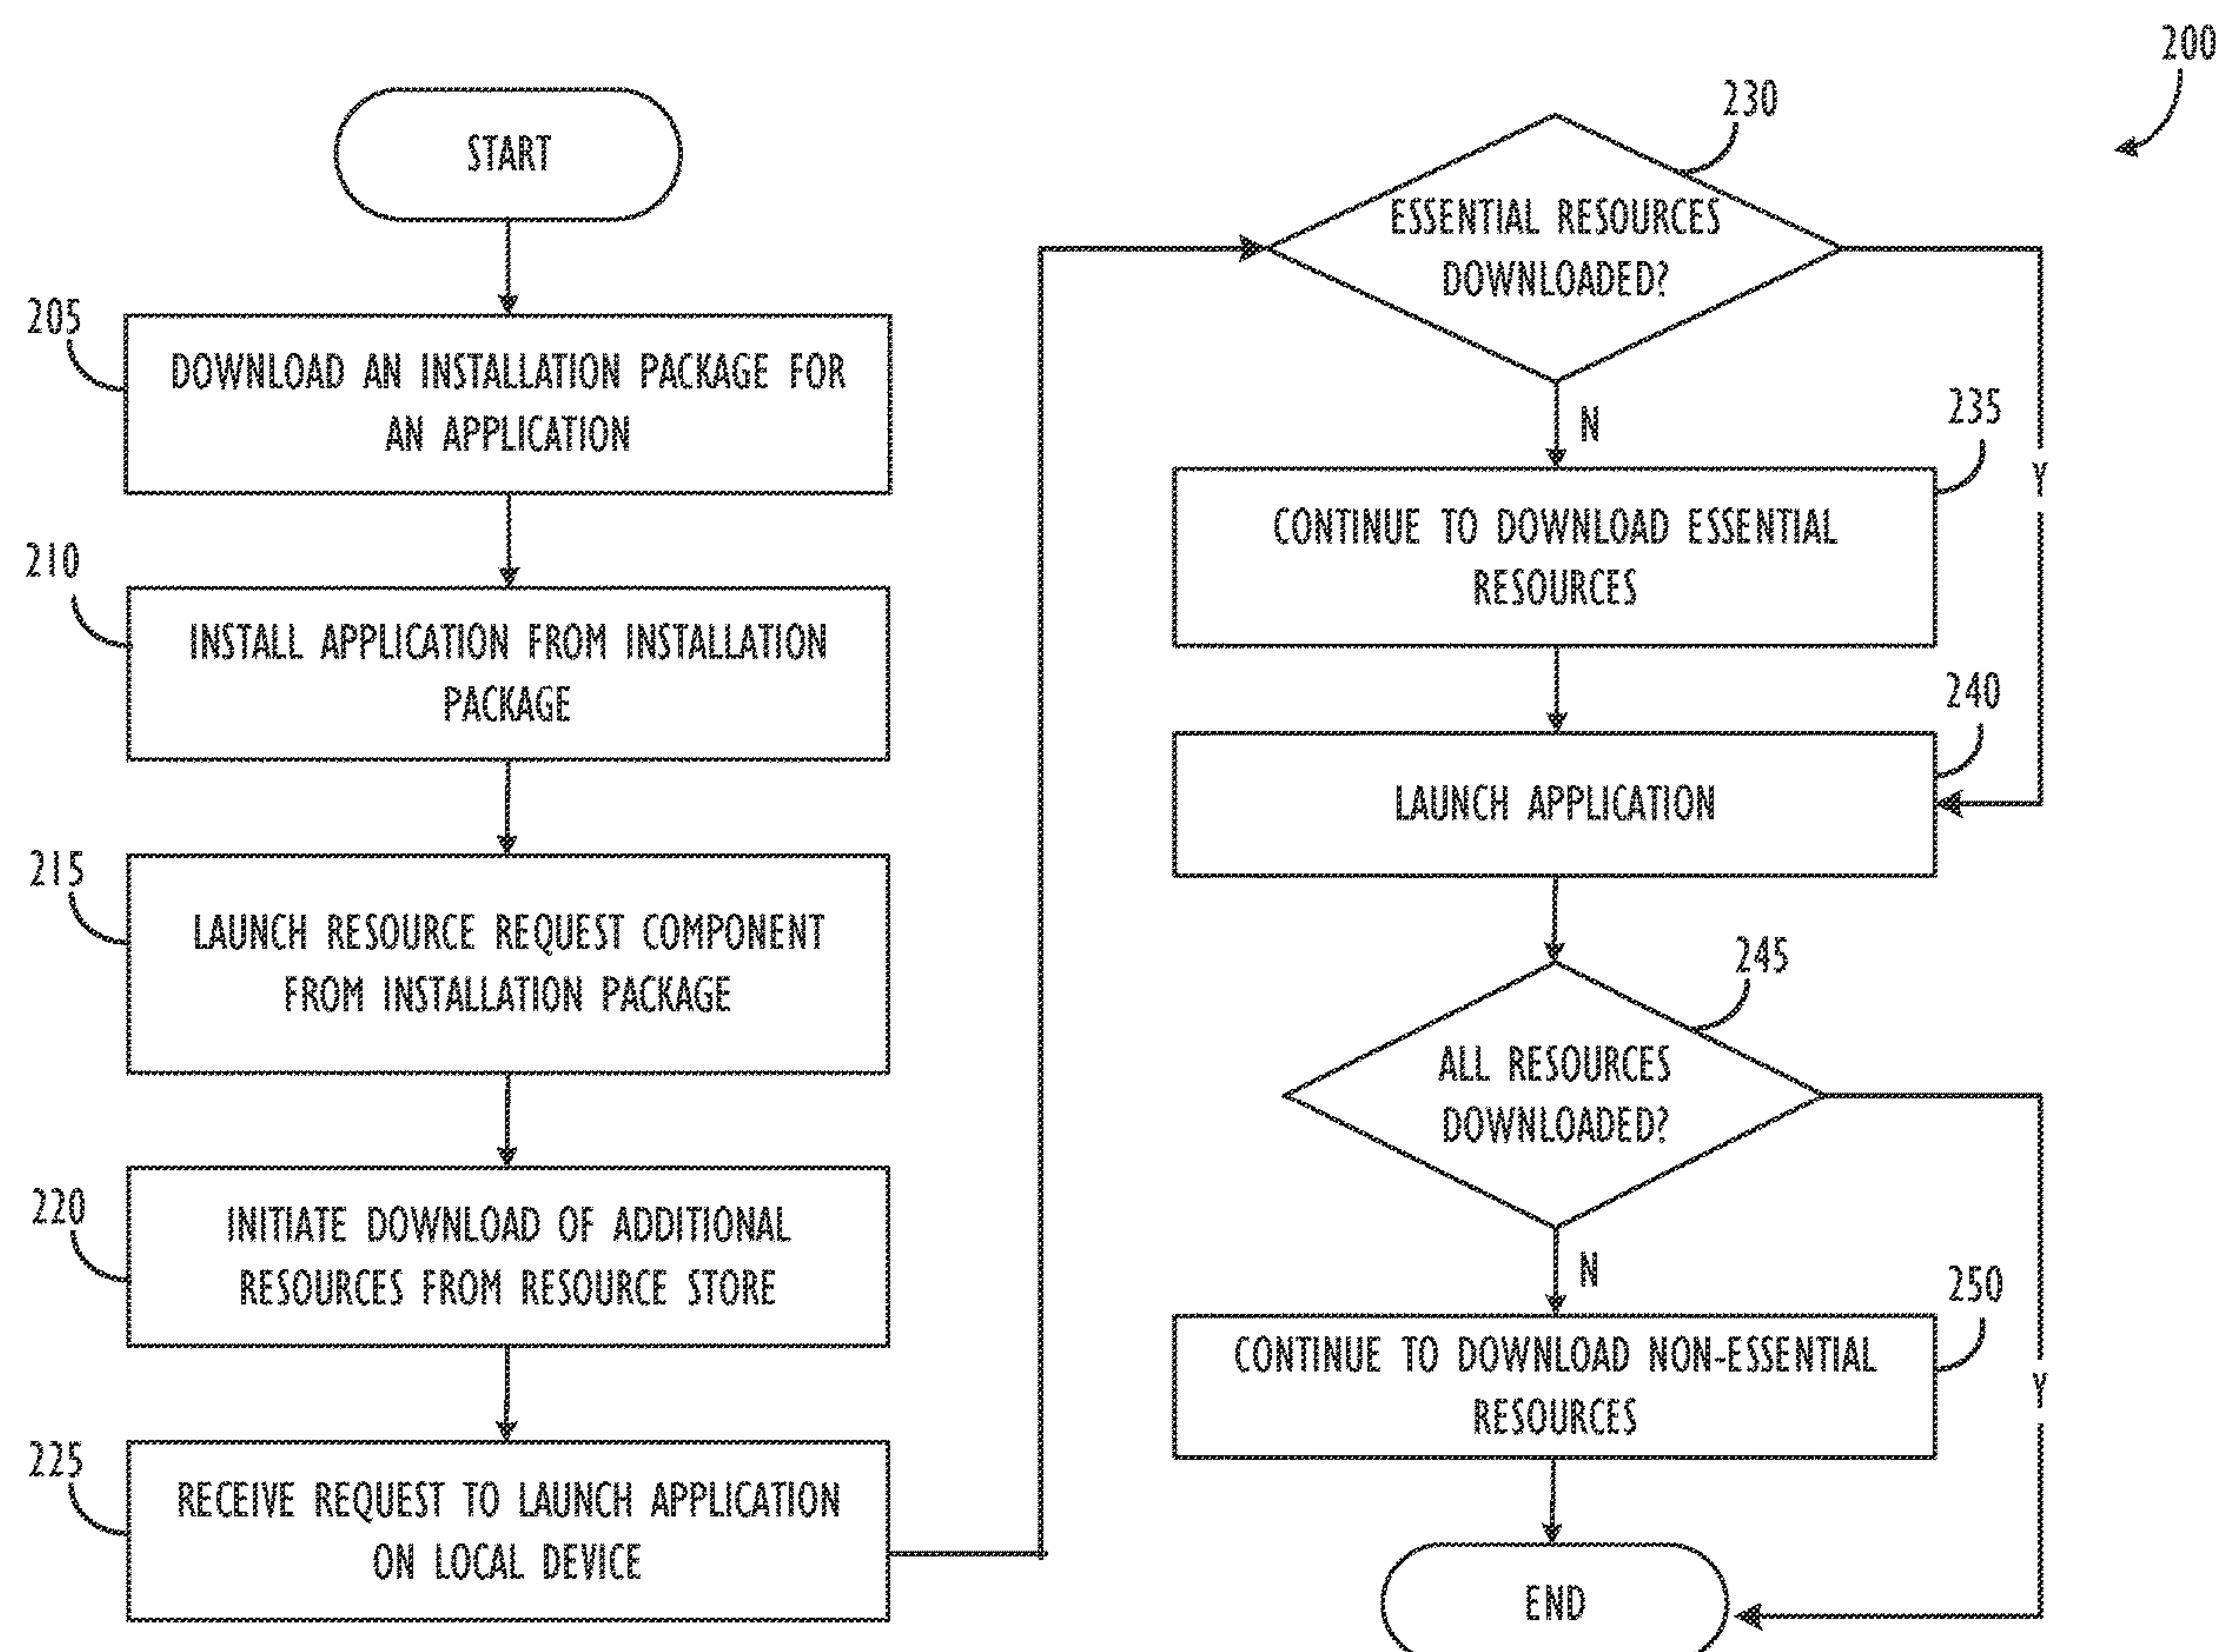 200
START
205
DOWNLOAD AN INSTALLATION PACKAGE FOR
AN APPLICATION
210
INSTALL APPLICATION FROM INSTALLATION
PACKAGE
215
LAUNCH RESOURCE REQUEST COMPONENT
FROM INSTALLATION PACKAGE
220
INITIATE DOWNLOAD OF ADDITIONAL
RESOURCES FROM RESOURCE STORE
225
RECEIVE REQUEST TO LAUNCH APPLICATION
ON LOCAL DEVICE
230
ESSENTIAL RESOURCES
DOWNLOADED?
N
Y
235
CONTINUE TO DOWNLOAD ESSENTIAL
RESOURCES
240
LAUNCH APPLICATION
245
ALL RESOURCES
DOWNLOADED?
N
Y
250
CONTINUE TO DOWNLOAD NON-ESSENTIAL
RESOURCES
END